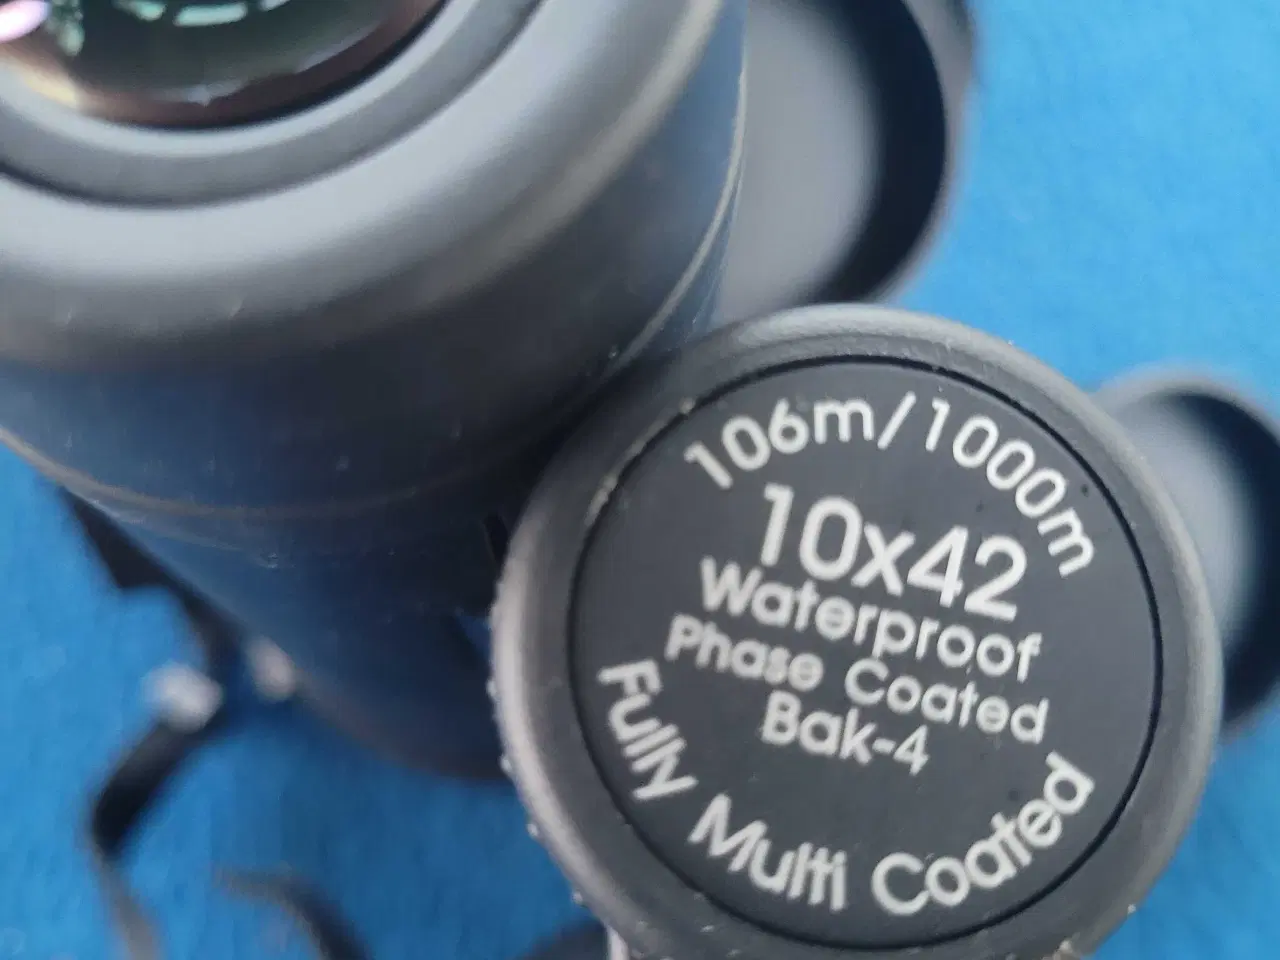 106m/1000m
10x42
Waterproof
Phase Coated
Bak-4
Fully Multi Coated